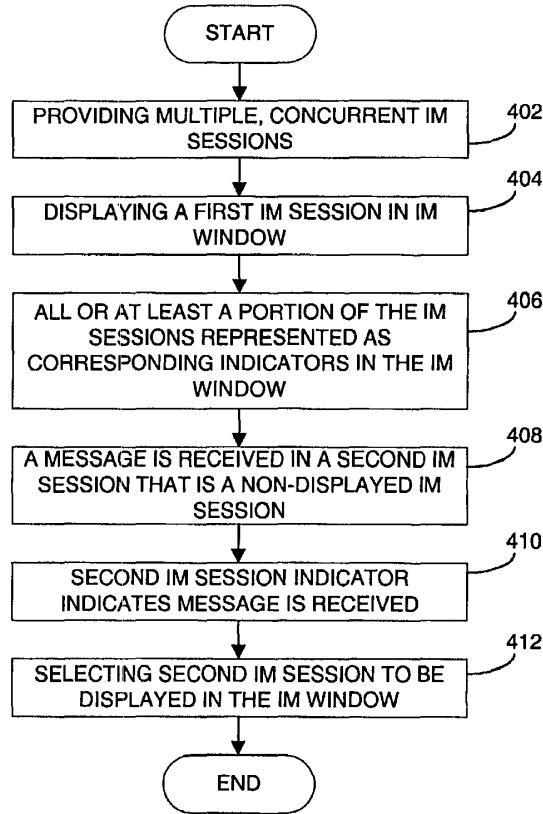 START
PROVIDING MULTIPLE, CONCURRENT IM
SESSIONS
402
DISPLAYING A FIRST IM SESSION IN IM
WINDOW
404
ALL OR AT LEAST A PORTION OF THE IM
SESSIONS REPRESENTED AS
CORRESPONDING INDICATORS IN THE IM
WINDOW
406
A MESSAGE IS RECEIVED IN A SECOND IM
SESSION THAT IS A NON-DISPLAYED IM
SESSION
408
SECOND IM SESSION INDICATOR
INDICATES MESSAGE IS RECEIVED
410
SELECTING SECOND IM SESSION TO BE
DISPLAYED IN THE IM WINDOW
412
END